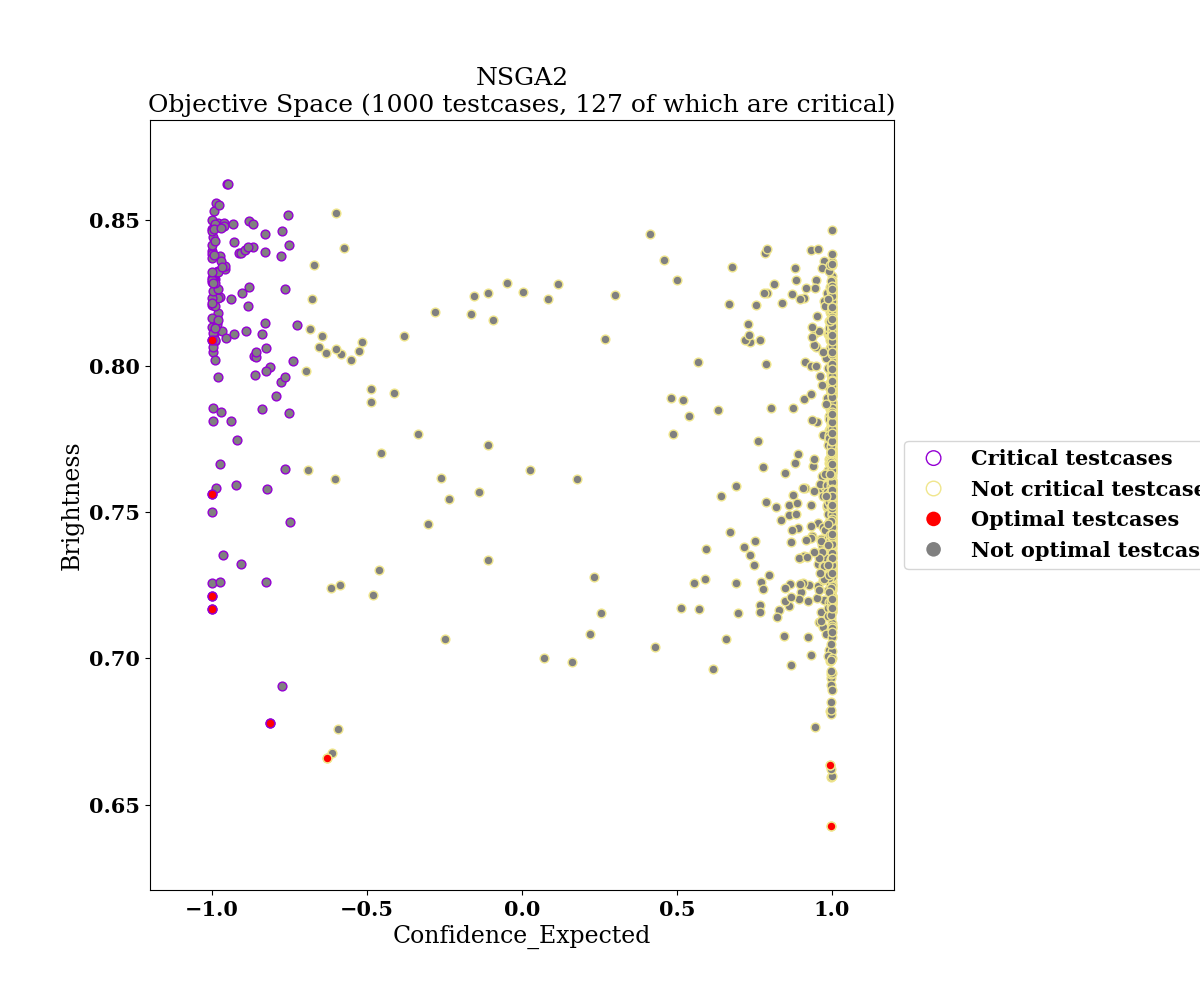 NSGA2
Objective Space (1000 testcases, 127 of which are critical)
0.85
0.80
0.75
0.70
0.65
Brightness
−1.0
−0.5
0.0
0.5
1.0
Confidence_Expected
Critical testcases
Not critical testcase
Optimal testcases
Not optimal testcas